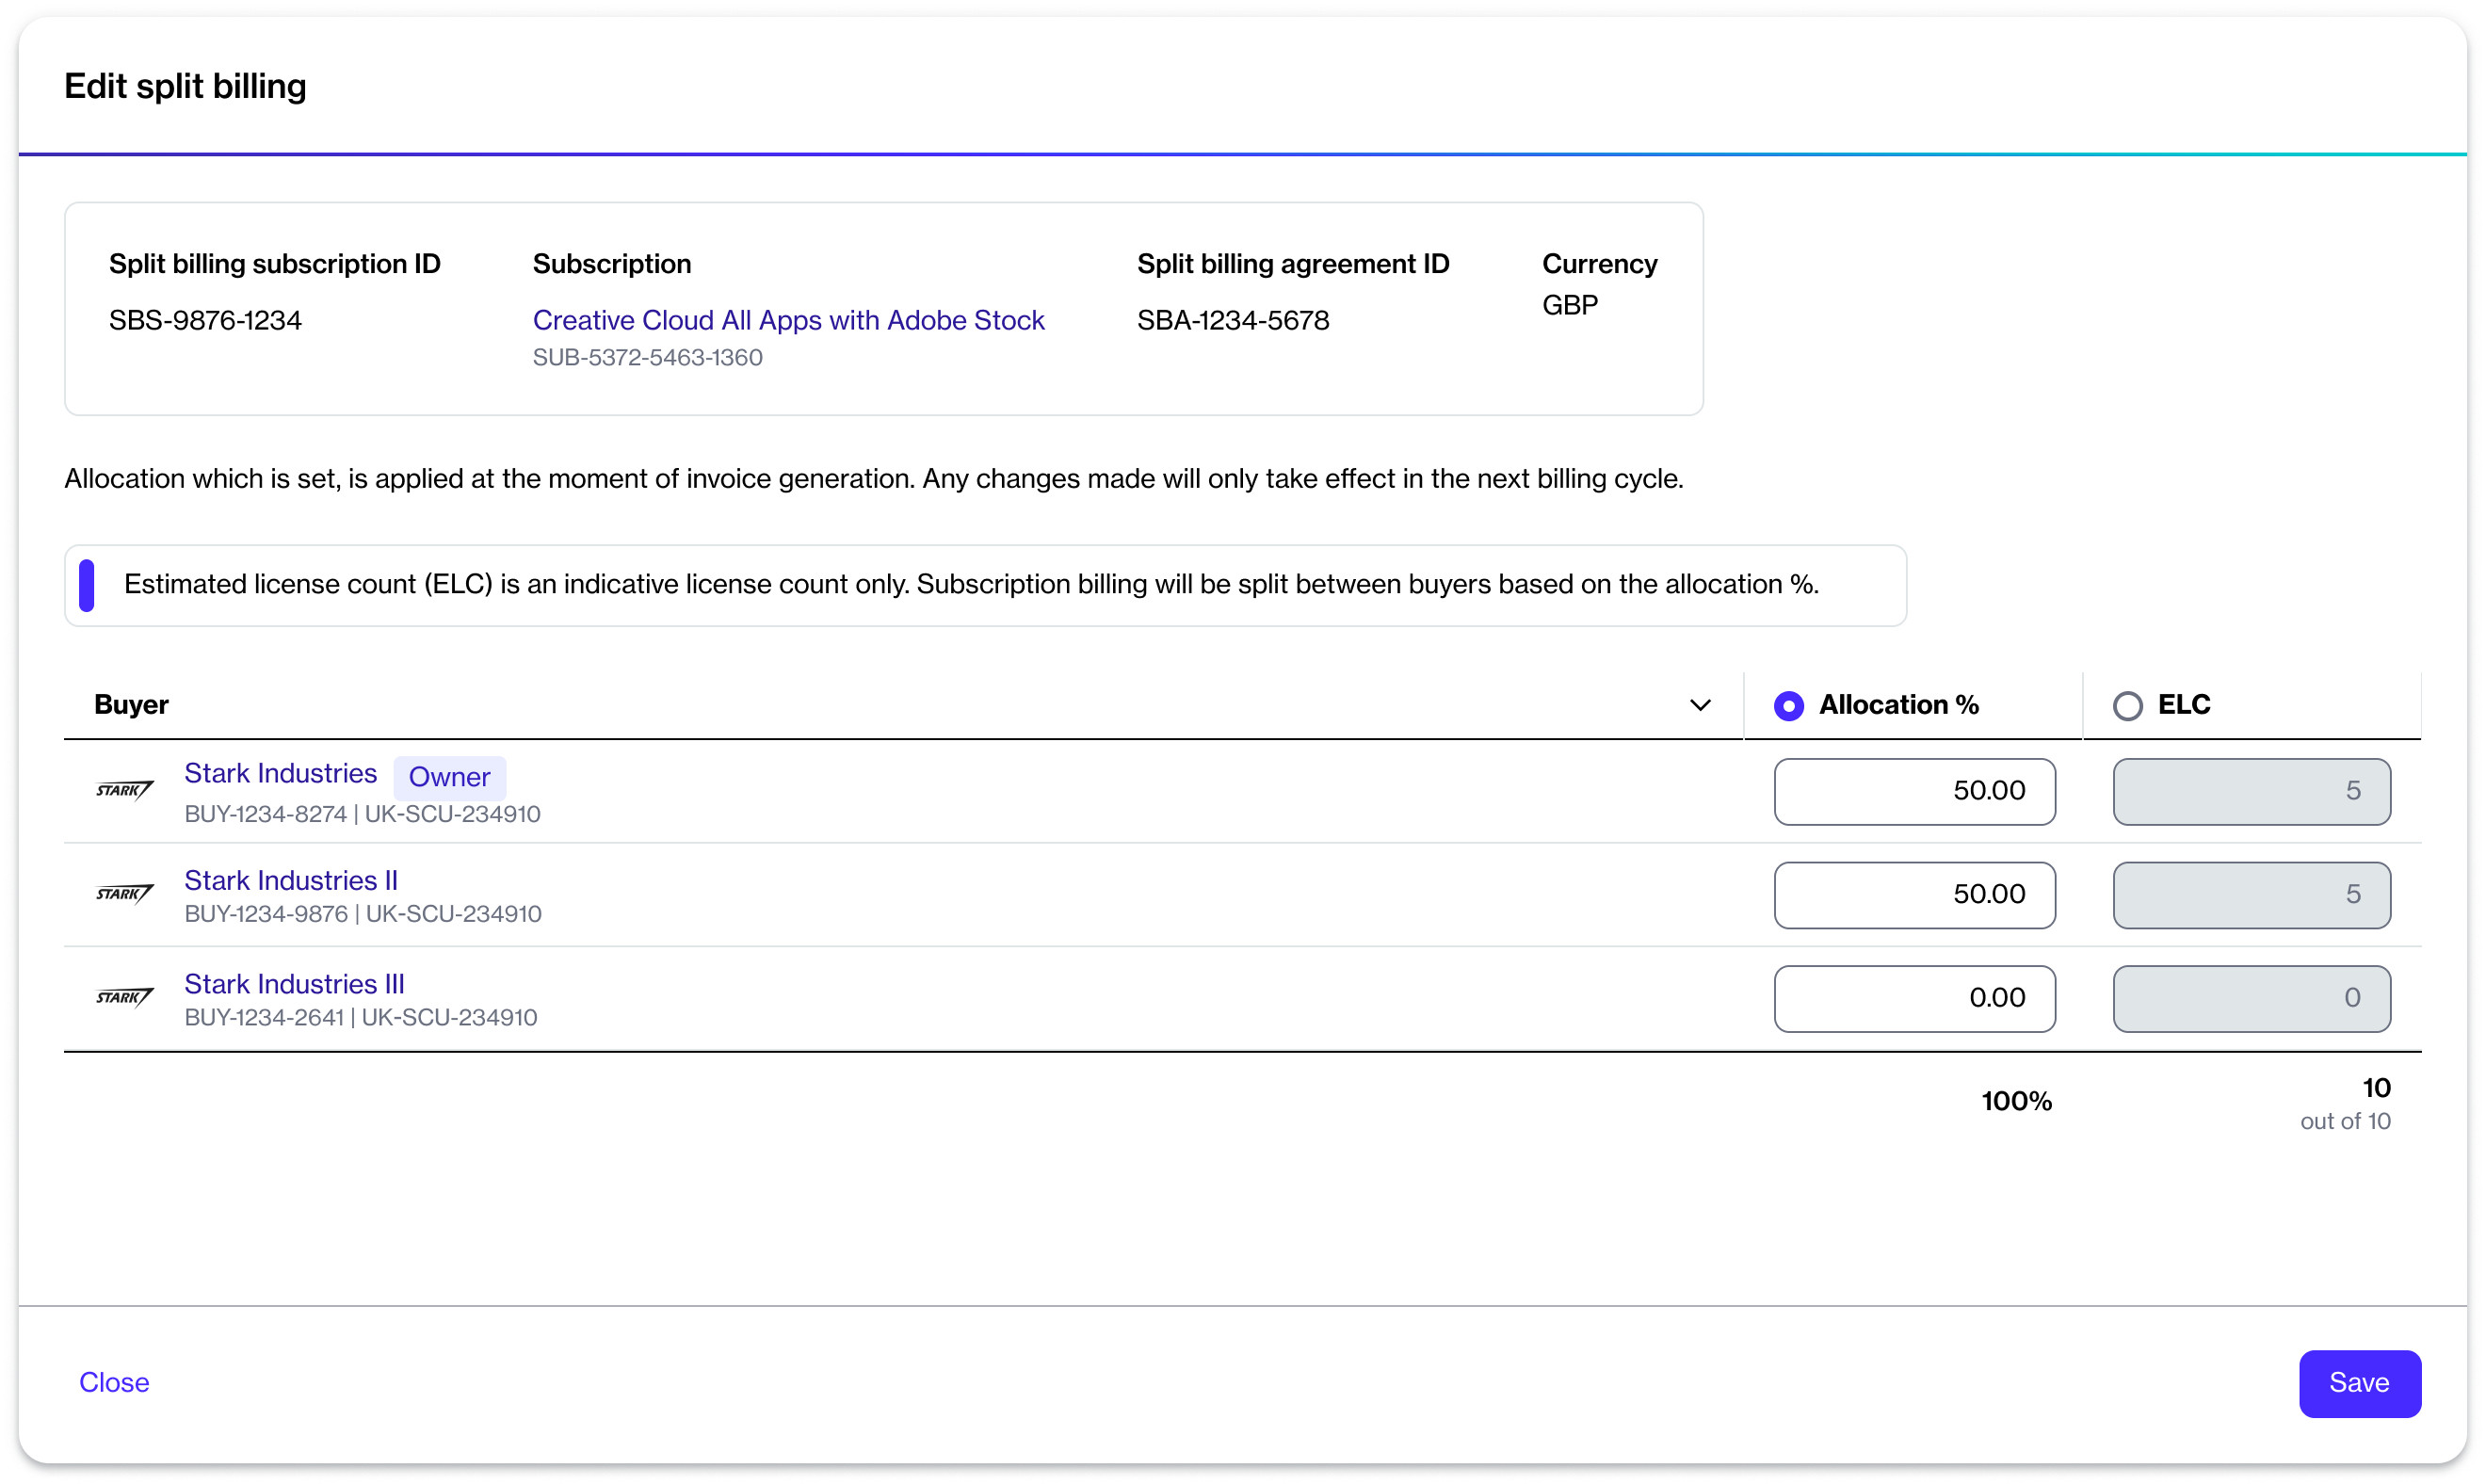 Edit split billing
Split billing subscription ID
SBS-9876-1234
Subscription
Creative Cloud All Apps with Adobe Stock
SUB-5372-5463-1360
Split billing agreement ID
SBA-1234-5678
Currency
GBP
Allocation which is set, is applied at the moment of invoice generation. Any changes made will only take effect in the next billing cycle.
Estimated license count (ELC) is an indicative license count only. Subscription billing will be split between buyers based on the allocation %.
Buyer Allocation % ELC
STARK Stark Industries Owner 50.00 5
BUY-1234-8274 | UK-SCU-234910
STARK Stark Industries II 50.00 5
BUY-1234-9876 | UK-SCU-234910
STARK Stark Industries III 0.00 0
BUY-1234-2641 | UK-SCU-234910
100% 10
out of 10
Close Save